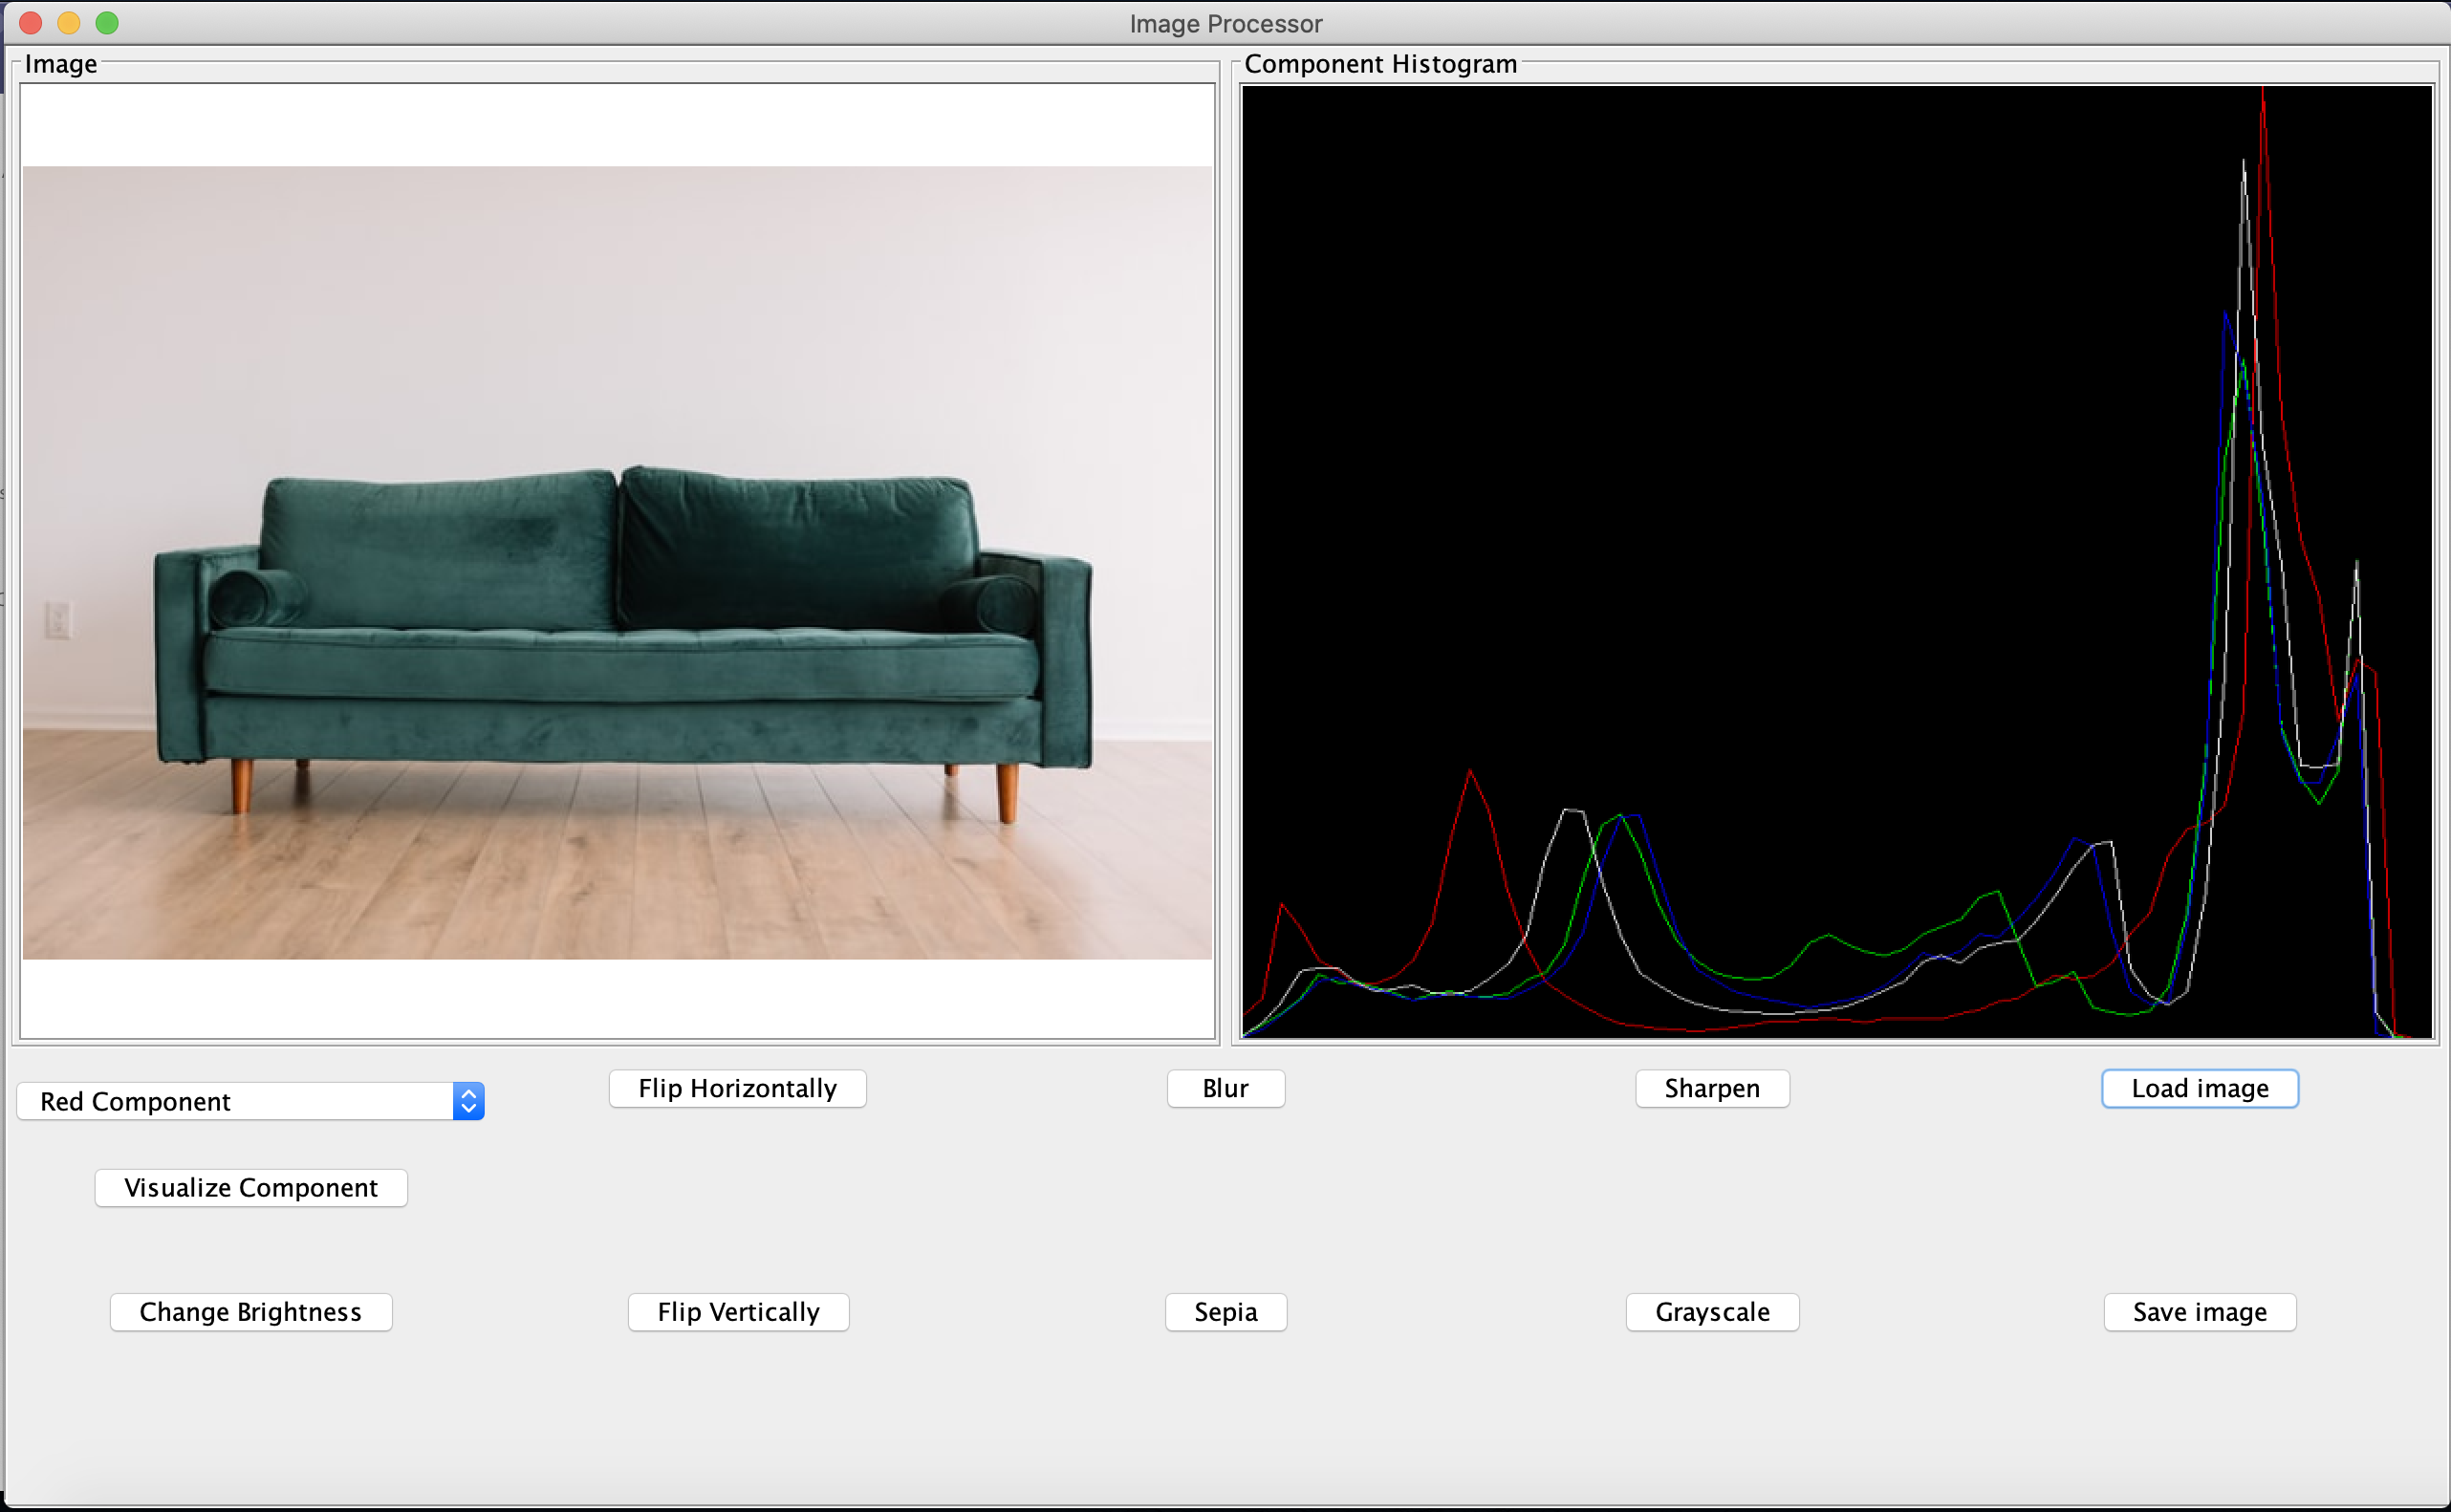 Image Processor
Image
Component Histogram
Red Component
Flip Horizontally
Blur
Sharpen
Load image
Visualize Component
Change Brightness
Flip Vertically
Sepia
Grayscale
Save image